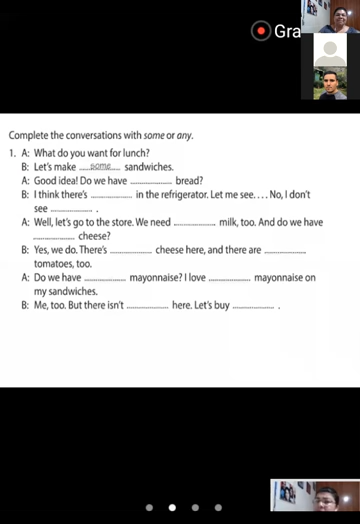 Gra
Complete the conversations with some or any.
1. A: What do you want for lunch?
B: Let's make ....some.... sandwiches.
A: Good idea! Do we have .................... bread?
B: I think there's .................... in the refrigerator. Let me see. . . . No, I don't
see .................... .
A: Well, let's go to the store. We need .................... milk, too. And do we have
.................... cheese?
B: Yes, we do. There's .................... cheese here, and there are ....................
tomatoes, too.
A: Do we have .................... mayonnaise? I love .................... mayonnaise on
my sandwiches.
B: Me, too. But there isn't .................... here. Let's buy .................... .